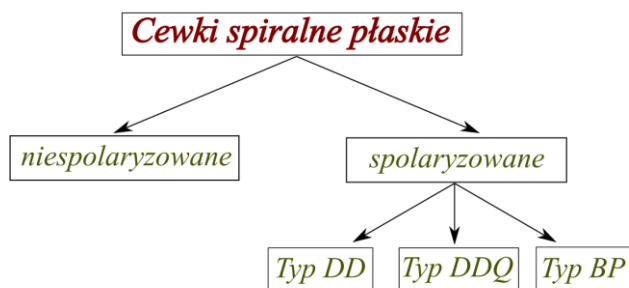 Cewki spiralne płaskie
niespolaryzowane
spolaryzowane
Typ DD
Typ DDQ
Typ BP